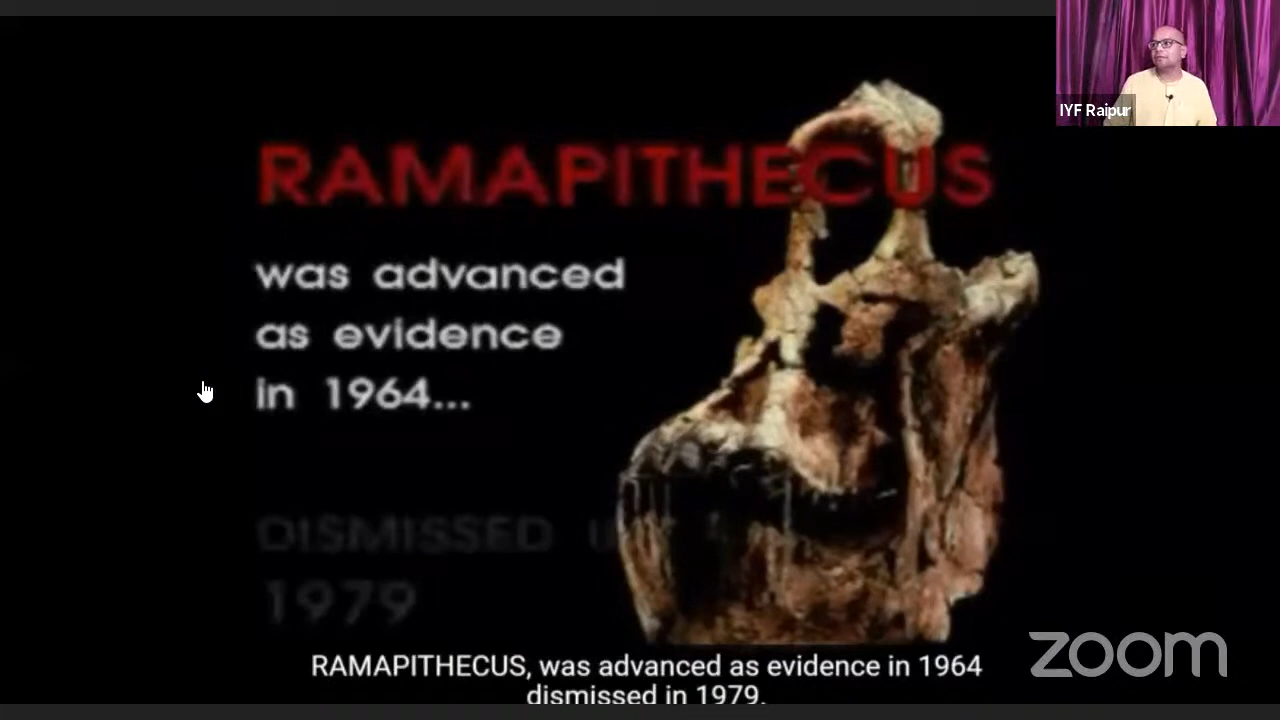 IYF Raipur
RAMAPITHECUS
was advanced
as evidence
in 1964...
DISMISSED
1979
zoom
RAMAPITHECUS, was advanced as evidence in 1964
dismissed in 1979.